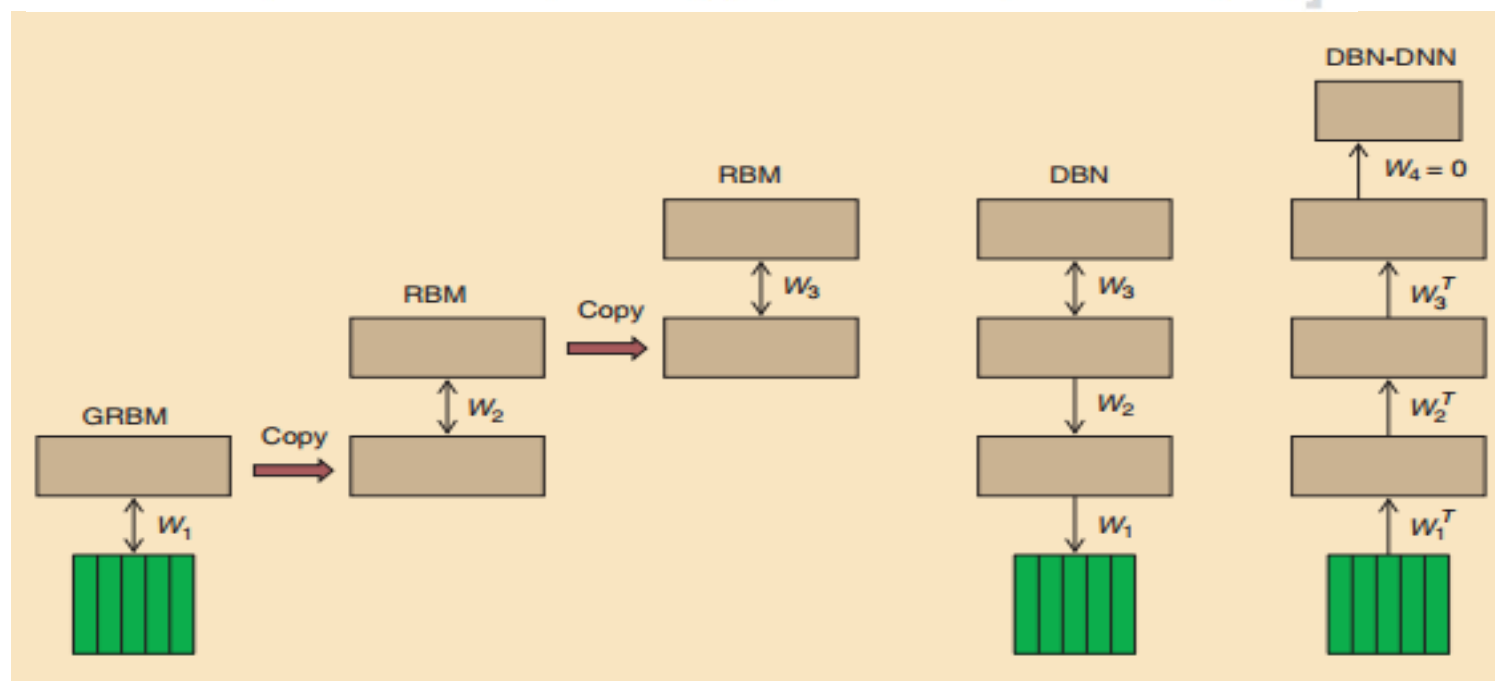 GRBM
W₁
Copy
RBM
W₂
Copy
RBM
W₃
DBN
W₃
W₂
W₁
DBN-DNN
W₄ = 0
W₃ᵀ
W₂ᵀ
W₁ᵀ